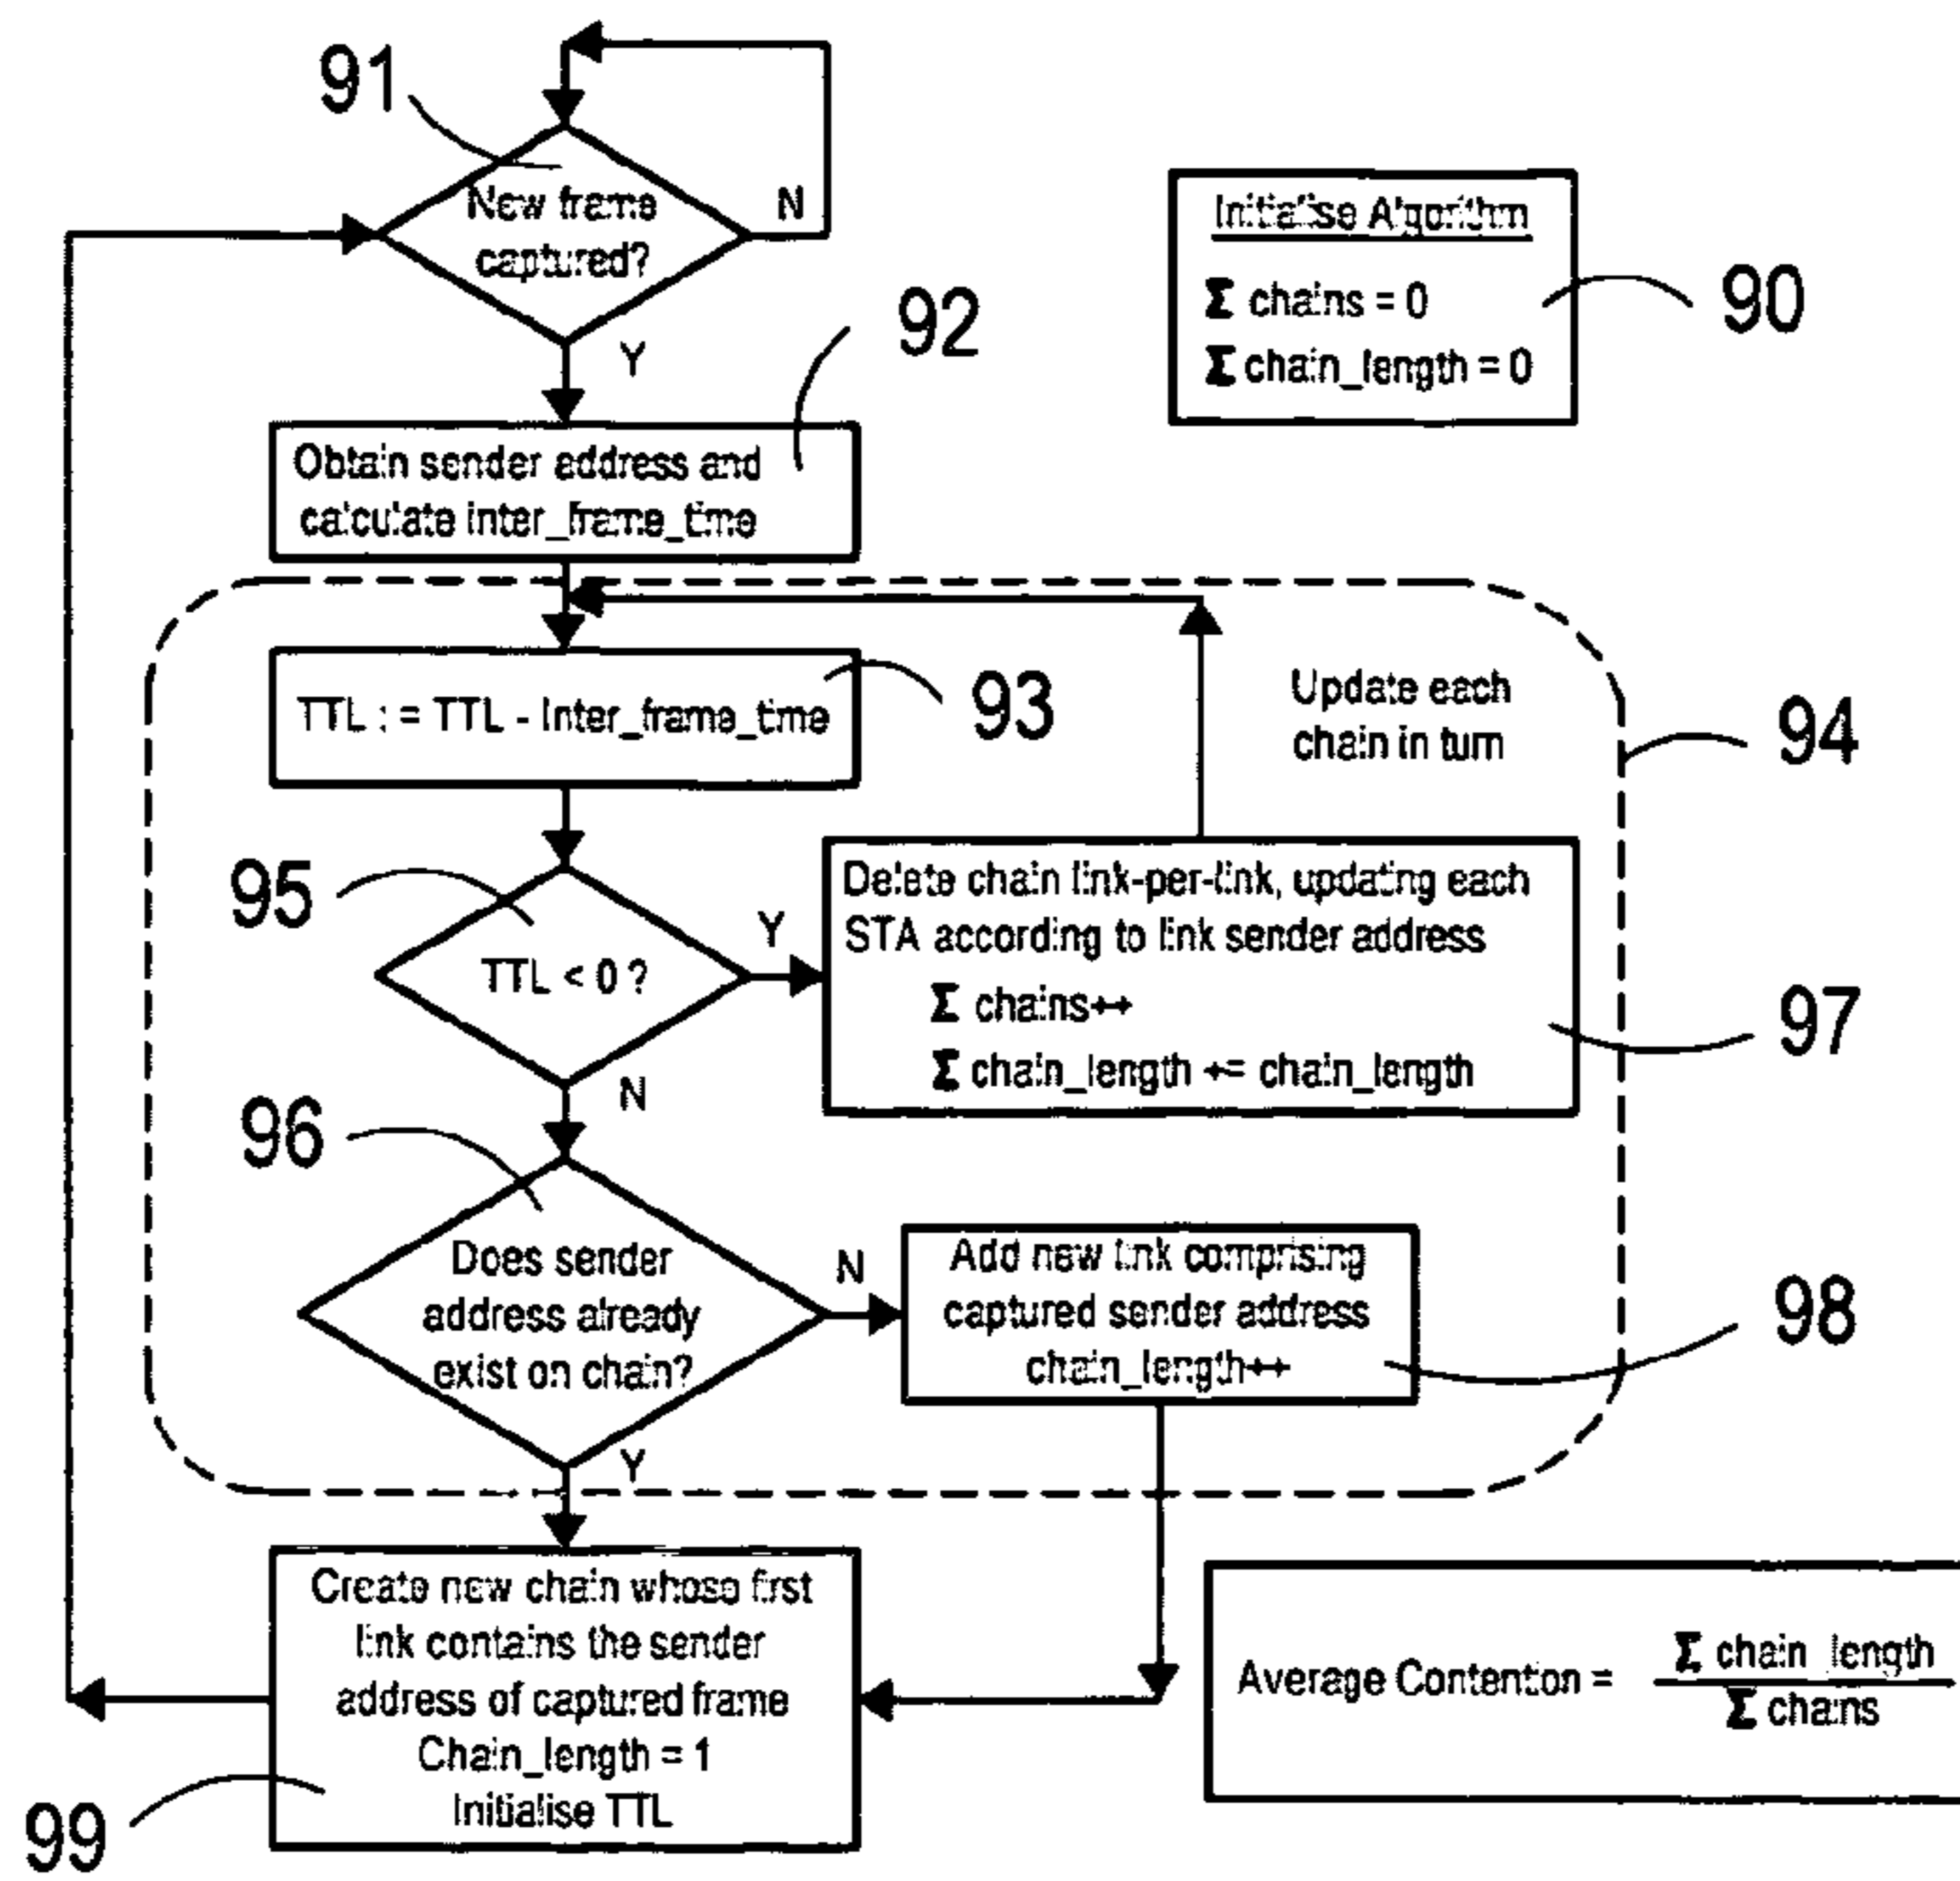 91
New frame
captured?
N
Y
Initialise Algorithm
Σ chains = 0
Σ chain_length = 0
90
92
Obtain sender address and
calculate inter_frame_time
TTL : = TTL - Inter_frame_time
93
Update each
chain in turn
94
95
TTL < 0 ?
Y
N
Delete chain link-per-link, updating each
STA according to link sender address
Σ chains++
Σ chain_length += chain_length
97
96
Does sender
address already
exist on chain?
N
Y
Add new link comprising
captured sender address
chain_length++
98
Create new chain whose first
link contains the sender
address of captured frame
Chain_length = 1
Initialise TTL
99
Average Contention =
Σ chain_length
Σ chains